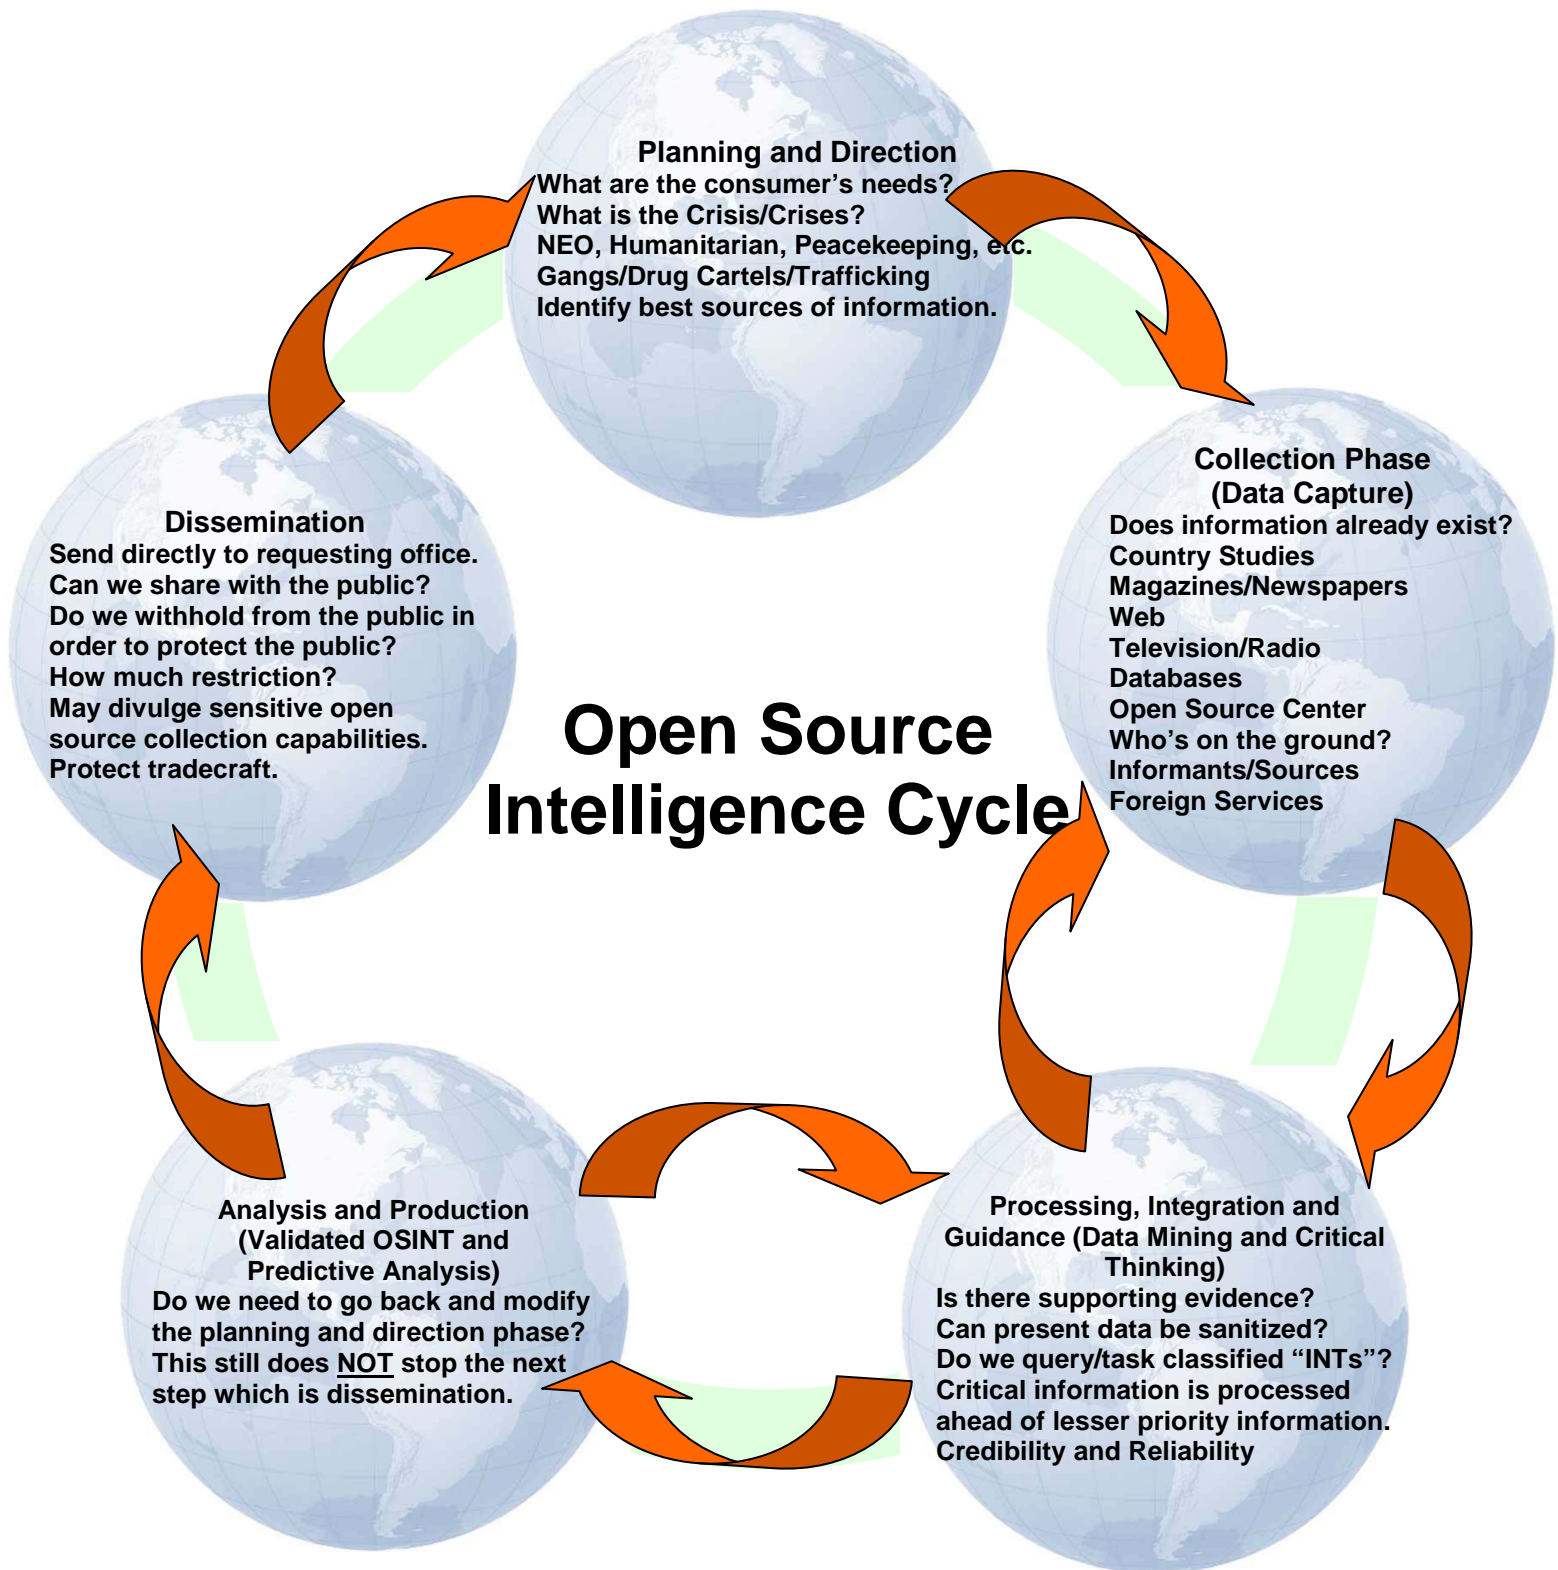 Planning and Direction
What are the consumer’s needs?
What is the Crisis/Crises?
NEO, Humanitarian, Peacekeeping, etc.
Gangs/Drug Cartels/Trafficking
Identify best sources of information.
Collection Phase
(Data Capture)
Does information already exist?
Country Studies
Magazines/Newspapers
Web
Television/Radio
Databases
Open Source Center
Who’s on the ground?
Informants/Sources
Foreign Services
Dissemination
Send directly to requesting office.
Can we share with the public?
Do we withhold from the public in
order to protect the public?
How much restriction?
May divulge sensitive open
source collection capabilities.
Protect tradecraft.
Open Source
Intelligence Cycle
Analysis and Production
(Validated OSINT and
Predictive Analysis)
Do we need to go back and modify
the planning and direction phase?
This still does NOT stop the next
step which is dissemination.
Processing, Integration and
Guidance (Data Mining and Critical
Thinking)
Is there supporting evidence?
Can present data be sanitized?
Do we query/task classified “INTs”?
Critical information is processed
ahead of lesser priority information.
Credibility and Reliability